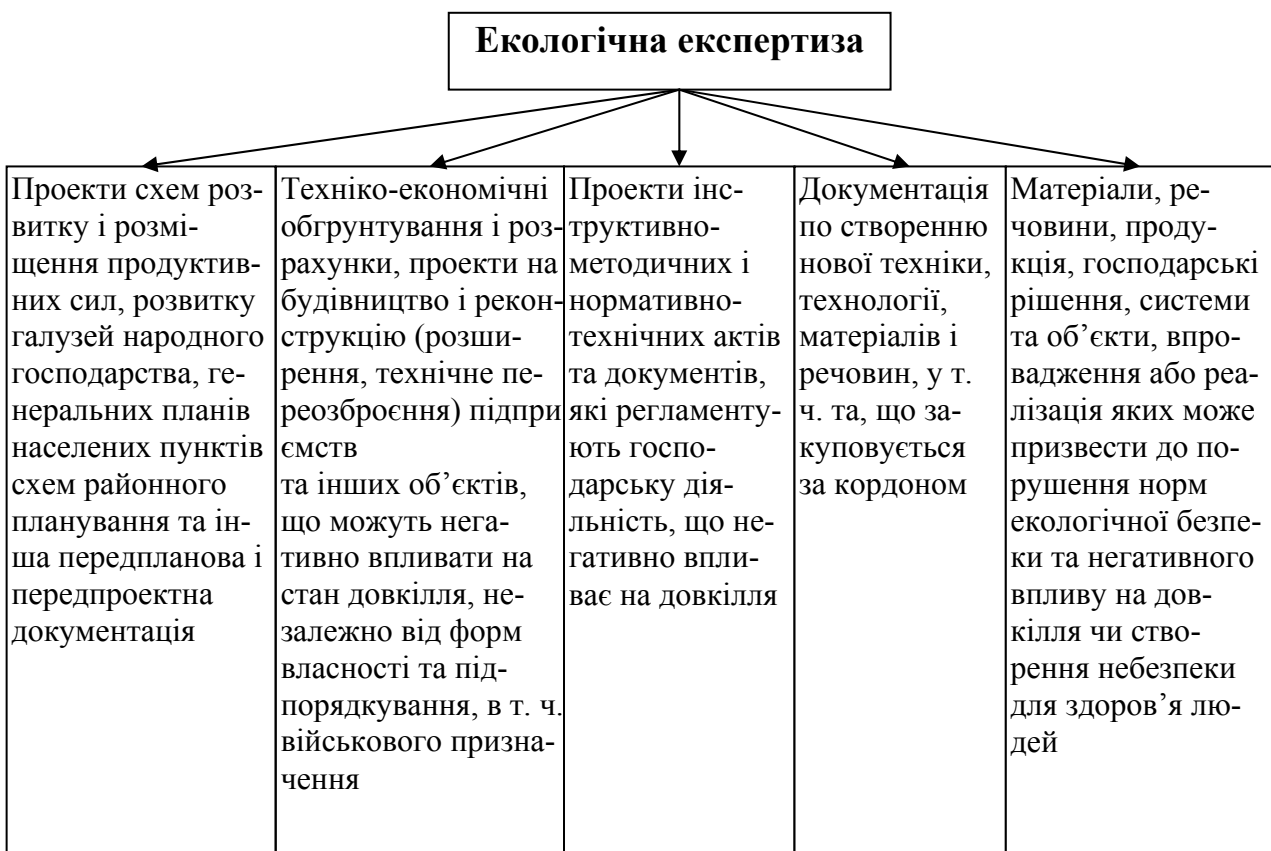 Екологічна експертиза
Проекти схем роз-
витку і розмі-
щення продуктив-
них сил, розвитку
галузей народного
господарства, ге-
неральних планів
населених пунктів
схем районного
планування та ін-
ша передпланова і
передпроектна
документація
Техніко-економічні
обгрунтування і роз-
рахунки, проекти на
будівництво і рекон-
струкцію (розши-
рення, технічне пе-
реозброєння) підпри
ємств
та інших об’єктів,
що можуть нега-
тивно впливати на
стан довкілля, не-
залежно від форм
власності та під-
порядкування, в т. ч.
військового призна-
чення
Проекти інс-
труктивно-
методичних і
нормативно-
технічних актів
та документів,
які регламенту-
ють госпо-
дарську дія-
льність, що не-
гативно впли-
ває на довкілля
Документація
по створенню
нової техніки,
технології,
матеріалів і
речовин, у т.
ч. та, що за-
куповується
за кордоном
Матеріали, ре-
човини, проду-
кція, господарські
рішення, системи
та об’єкти, впро-
вадження або реа-
лізація яких може
призвести до по-
рушення норм
екологічної безпе-
ки та негативного
впливу на дов-
кілля чи ство-
рення небезпеки
для здоров’я лю-
дей